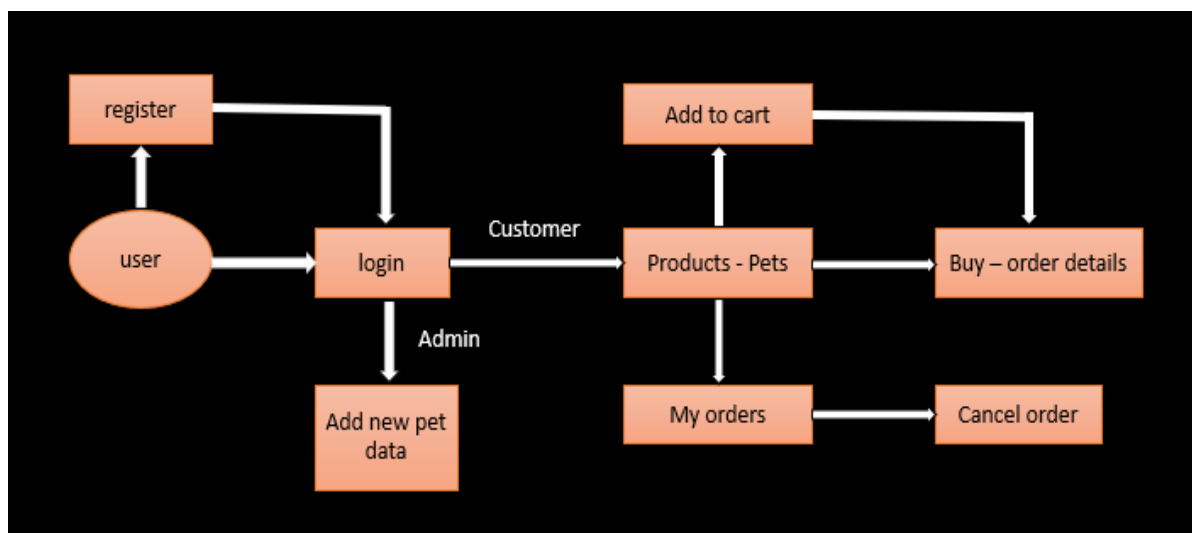 register
Add to cart
Customer
user
login
Products - Pets
Buy – order details
Admin
Add new pet
data
My orders
Cancel order